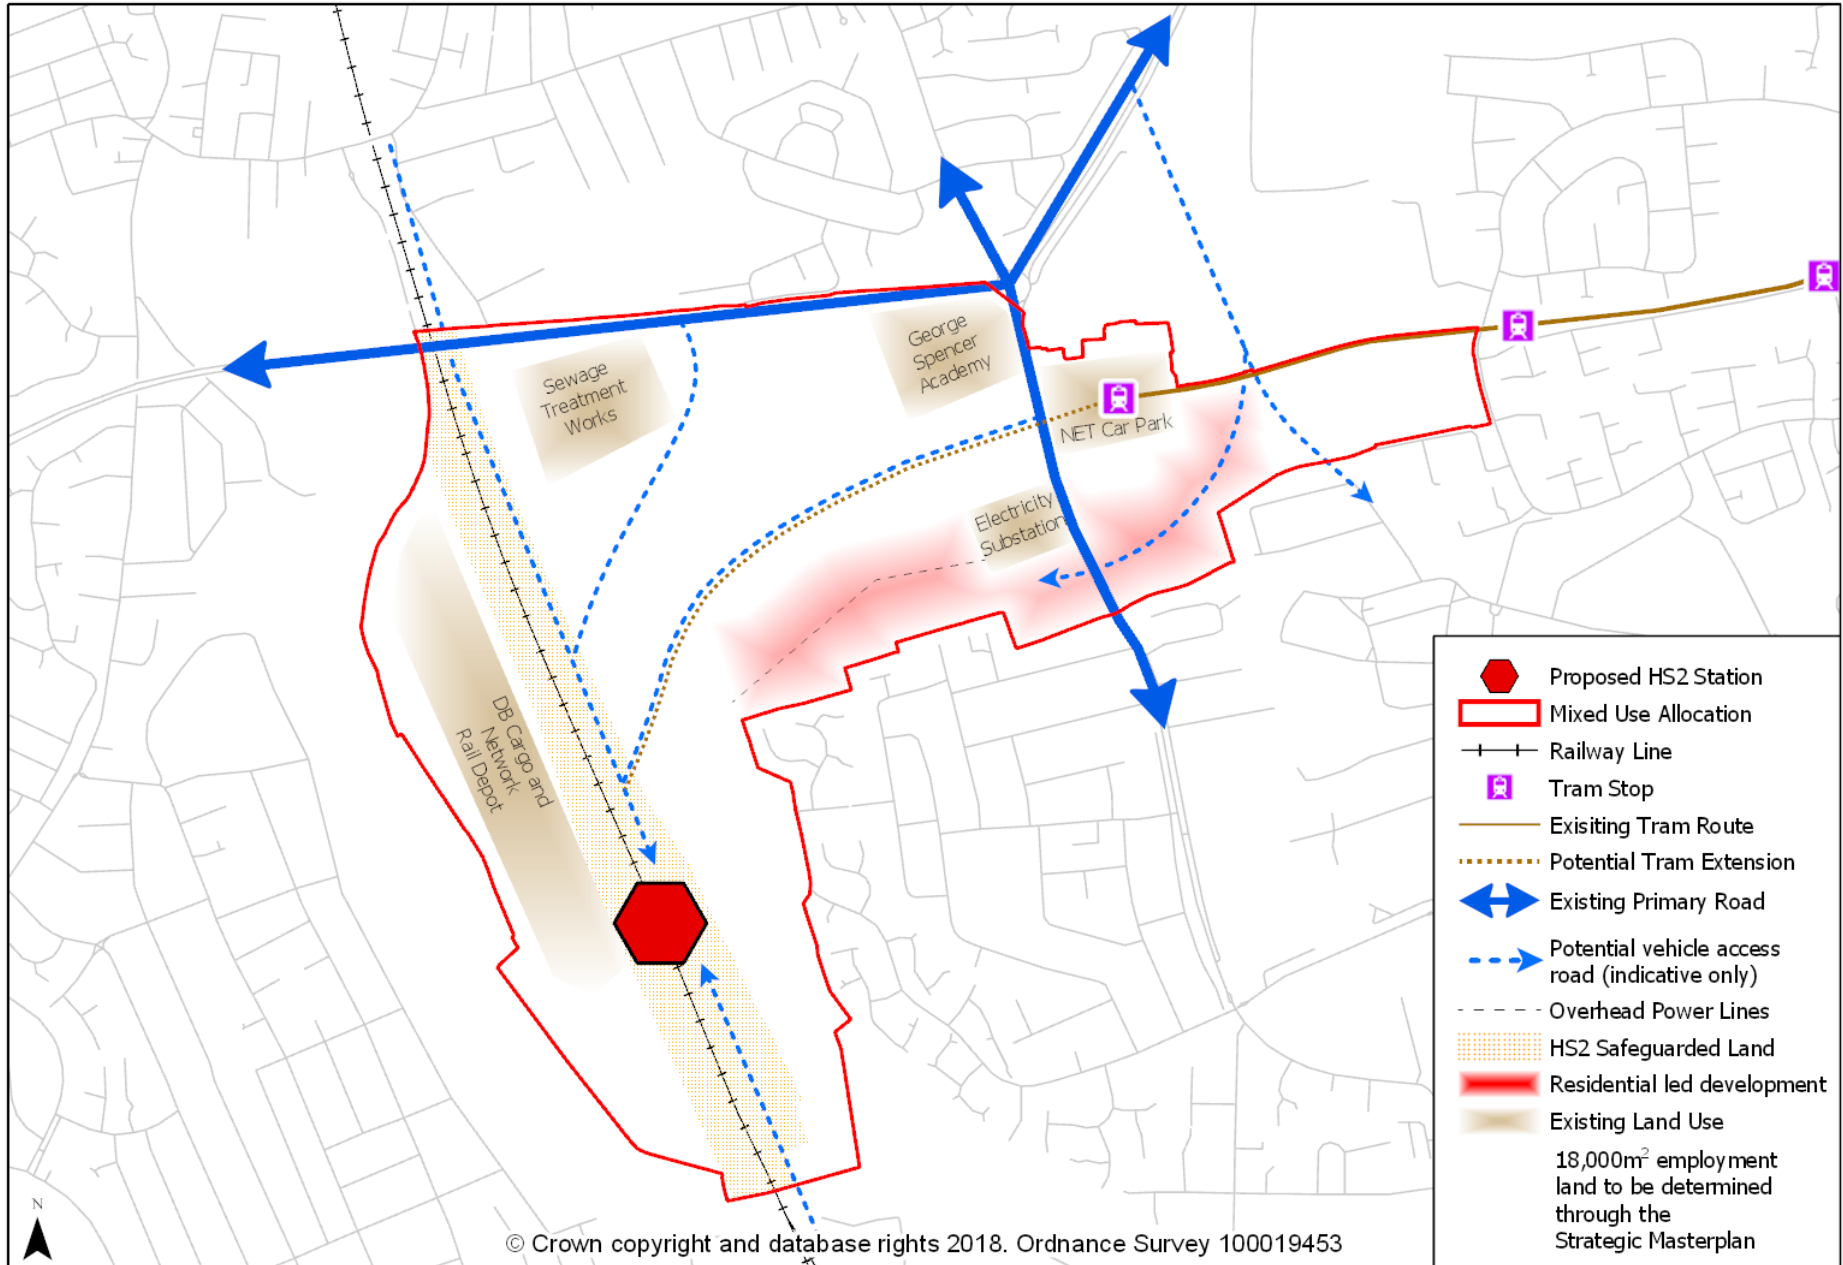 George
Spencer
Academy
Sewage
Treatment
Works
NET Car Park
Electricity
Substation
DB Cargo and
Network
Rail Depot
Proposed HS2 Station
Mixed Use Allocation
Railway Line
Tram Stop
Exisiting Tram Route
Potential Tram Extension
Existing Primary Road
Potential vehicle access
road (indicative only)
Overhead Power Lines
HS2 Safeguarded Land
Residential led development
Existing Land Use
18,000m² employment
land to be determined
through the
Strategic Masterplan
N
© Crown copyright and database rights 2018. Ordnance Survey 100019453